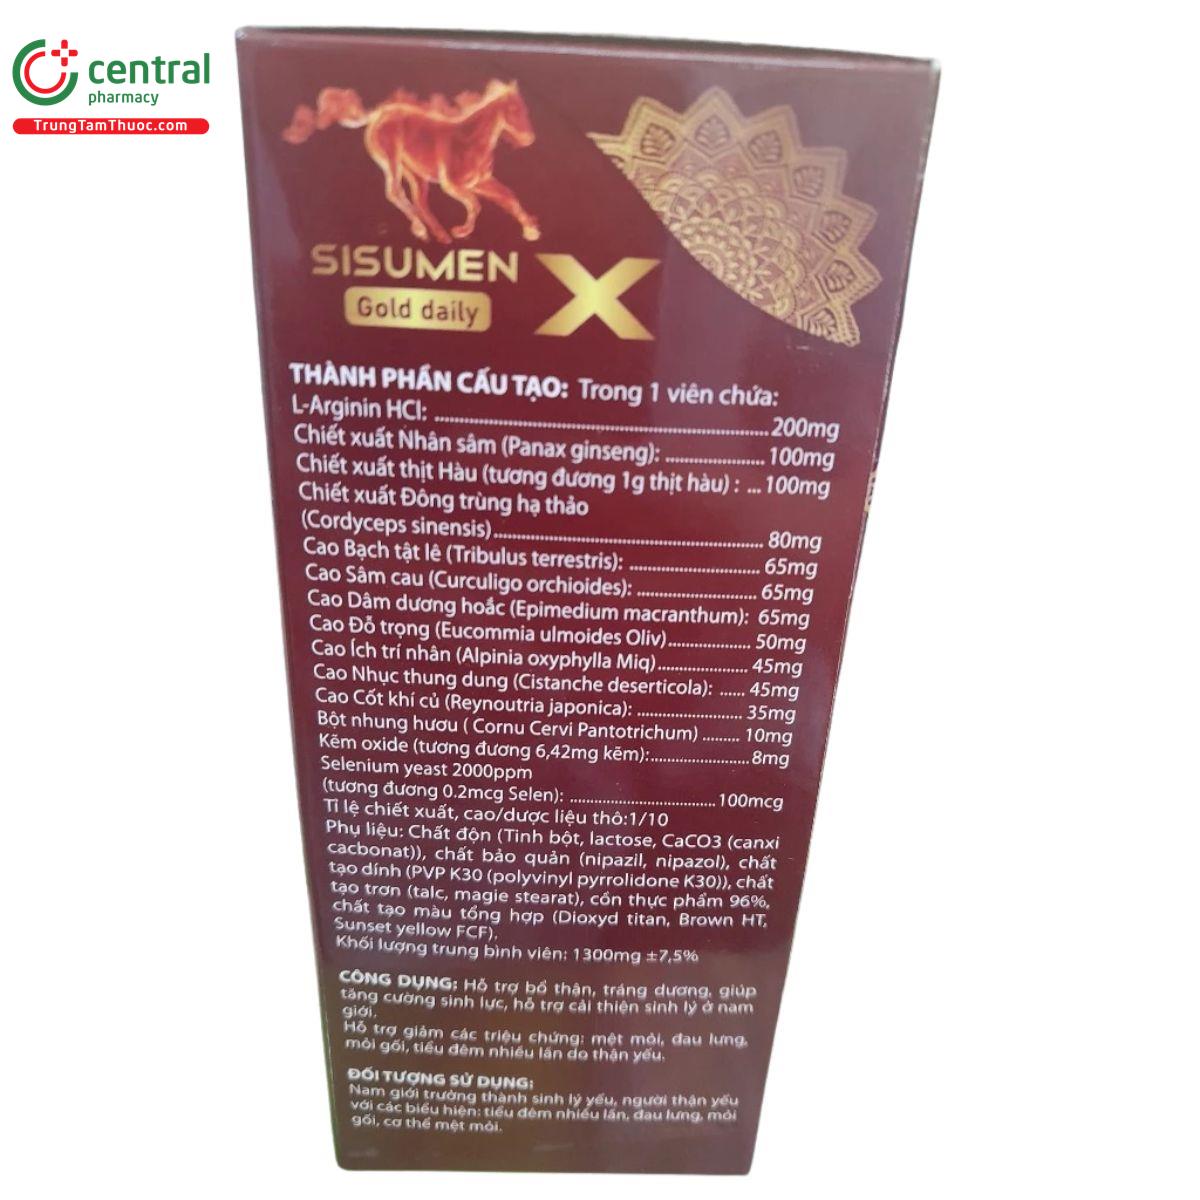 central
pharmacy
TrungTamThuoc.com
SISUMEN X
Gold daily
THÀNH PHẦN CẤU TẠO: Trong 1 viên chứa:
L-Arginin HCl: ........ 200mg
Chiết xuất Nhân sâm (Panax ginseng): ........ 100mg
Chiết xuất thịt Hàu (tương đương 1g thịt hàu) : ... 100mg
Chiết xuất Đông trùng hạ thảo
(Cordyceps sinensis)........ 80mg
Cao Bạch tật lê (Tribulus terrestris): ........ 65mg
Cao Sâm cau (Curculigo orchioides): ........ 65mg
Cao Dâm dương hoắc (Epimedium macranthum): 65mg
Cao Đỗ trọng (Eucommia ulmoides Oliv)........ 50mg
Cao Ích trí nhân (Alpinia oxyphylla Miq)........ 45mg
Cao Nhục thung dung (Cistanche deserticola): ...... 45mg
Cao Cốt khí củ (Reynoutria japonica): ........ 35mg
Bột nhung hươu ( Cornu Cervi Pantotrichum) ......... 10mg
Kẽm oxide (tương đương 6,42mg kẽm):........ 8mg
Selenium yeast 2000ppm
(tương đương 0.2mcg Selen): ........ 100mcg
Tỉ lệ chiết xuất, cao/dược liệu thô:1/10
Phụ liệu: Chất độn (Tinh bột, lactose, CaCO3 (canxi
cacbonat)), chất bảo quản (nipazil, nipazol), chất
tạo dính (PVP K30 (polyvinyl pyrrolidone K30)), chất
tạo trơn (talc, magie stearat), cồn thực phẩm 96%,
chất tạo màu tổng hợp (Dioxyd titan, Brown HT,
Sunset yellow FCF).
Khối lượng trung bình viên: 1300mg ±7,5%
CÔNG DỤNG: Hỗ trợ bổ thận, tráng dương, giúp
tăng cường sinh lực, hỗ trợ cải thiện sinh lý ở nam
giới.
Hỗ trợ giảm các triệu chứng: mệt mỏi, đau lưng,
mỏi gối, tiểu đêm nhiều lần do thận yếu.
ĐỐI TƯỢNG SỬ DỤNG:
Nam giới trưởng thành sinh lý yếu, người thận yếu
với các biểu hiện: tiểu đêm nhiều lần, đau lưng, mỏi
gối, cơ thể mệt mỏi.